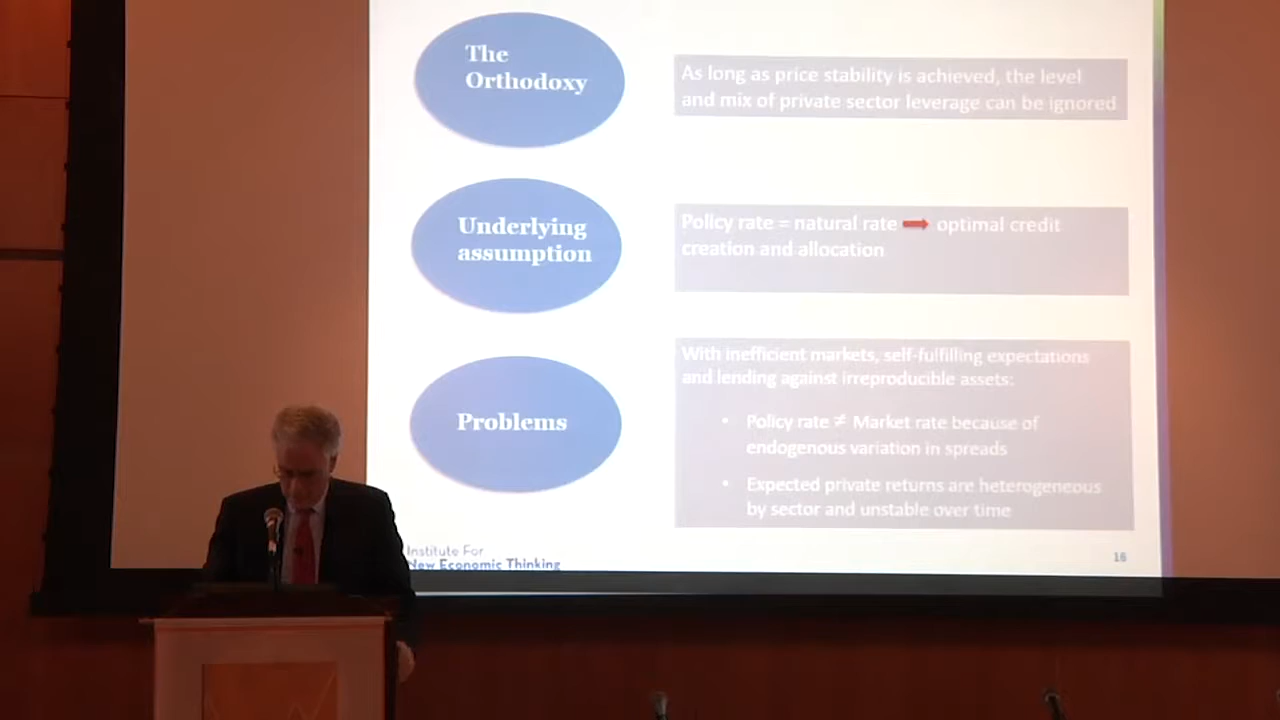 The
Orthodoxy
As long as price stability is achieved, the level
and mix of private sector leverage can be ignored
Underlying
assumption
Policy rate = natural rate ➡ optimal credit
creation and allocation
Problems
With inefficient markets, self-fulfilling expectations
and lending against irreproducible assets:
• Policy rate ≠ Market rate because of
endogenous variation in spreads
• Expected private returns are heterogeneous
by sector and unstable over time
Institute For
New Economic Thinking
16